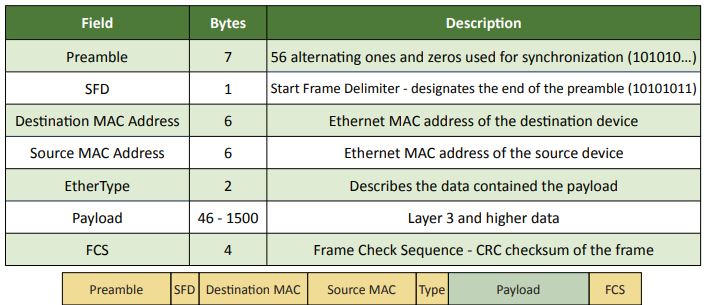 Field Bytes Description
Preamble 7 56 alternating ones and zeros used for synchronization (101010...)
SFD 1 Start Frame Delimiter - designates the end of the preamble (10101011)
Destination MAC Address 6 Ethernet MAC address of the destination device
Source MAC Address 6 Ethernet MAC address of the source device
EtherType 2 Describes the data contained the payload
Payload 46 - 1500 Layer 3 and higher data
FCS 4 Frame Check Sequence - CRC checksum of the frame
Preamble SFD Destination MAC Source MAC Type Payload FCS